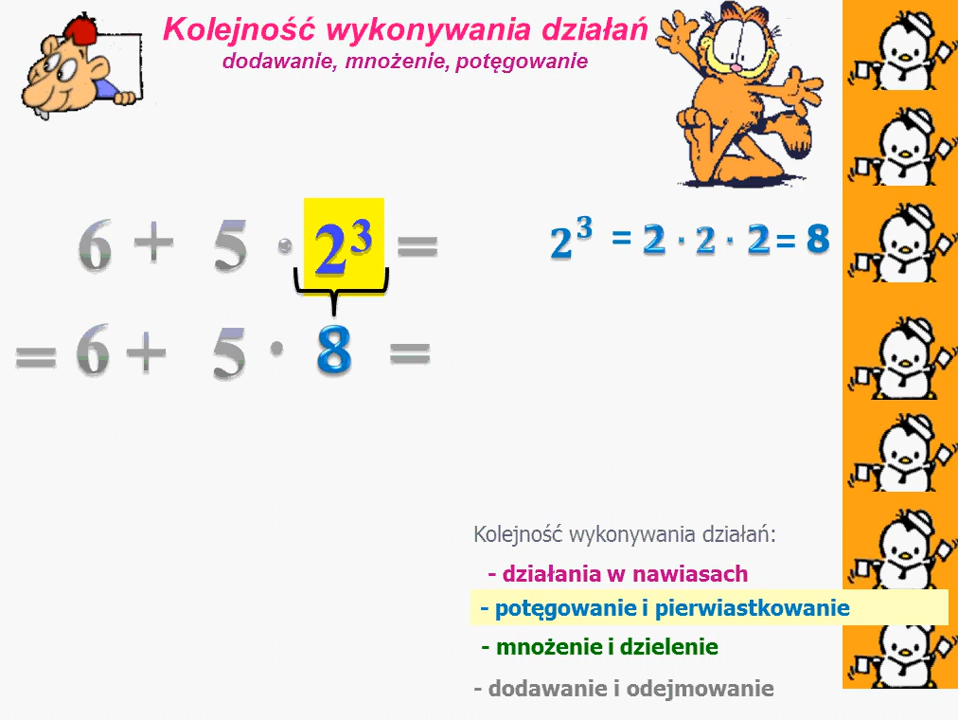 Kolejność wykonywania działań
dodawanie, mnożenie, potęgowanie
6 + 5 · 2³ =
2³ = 2 · 2 · 2 = 8
= 6 + 5 · 8 =
Kolejność wykonywania działań:
- działania w nawiasach
- potęgowanie i pierwiastkowanie
- mnożenie i dzielenie
- dodawanie i odejmowanie